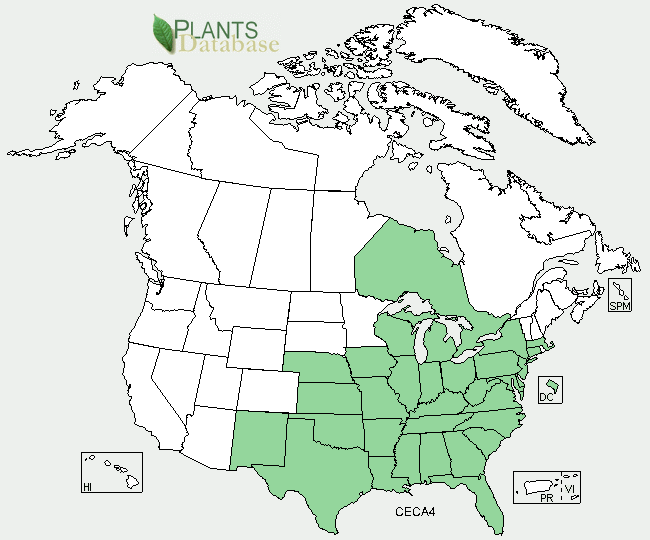 PLANTS
Database
SPM
DC
HI
PR
VI
CECA4